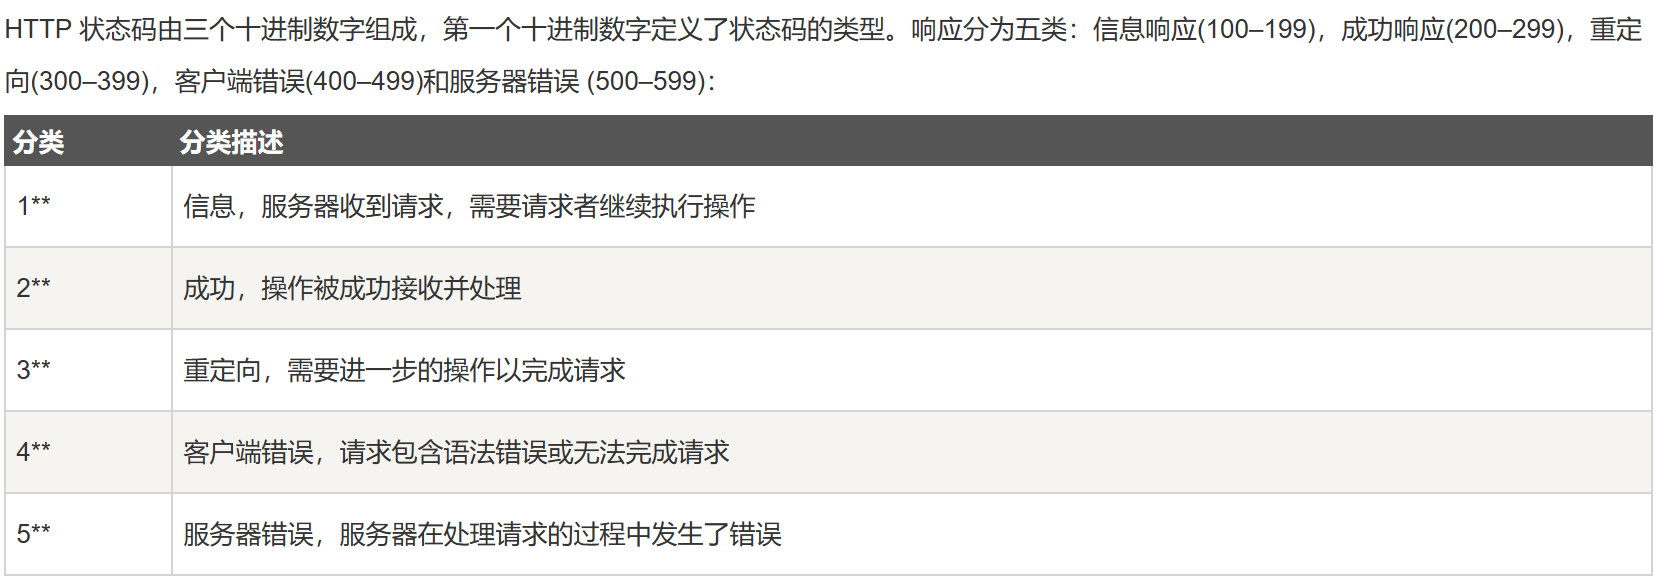 HTTP 状态码由三个十进制数字组成，第一个十进制数字定义了状态码的类型。响应分为五类：信息响应(100–199)，成功响应(200–299)，重定
向(300–399)，客户端错误(400–499)和服务器错误 (500–599)：
分类 分类描述
1** 信息，服务器收到请求，需要请求者继续执行操作
2** 成功，操作被成功接收并处理
3** 重定向，需要进一步的操作以完成请求
4** 客户端错误，请求包含语法错误或无法完成请求
5** 服务器错误，服务器在处理请求的过程中发生了错误